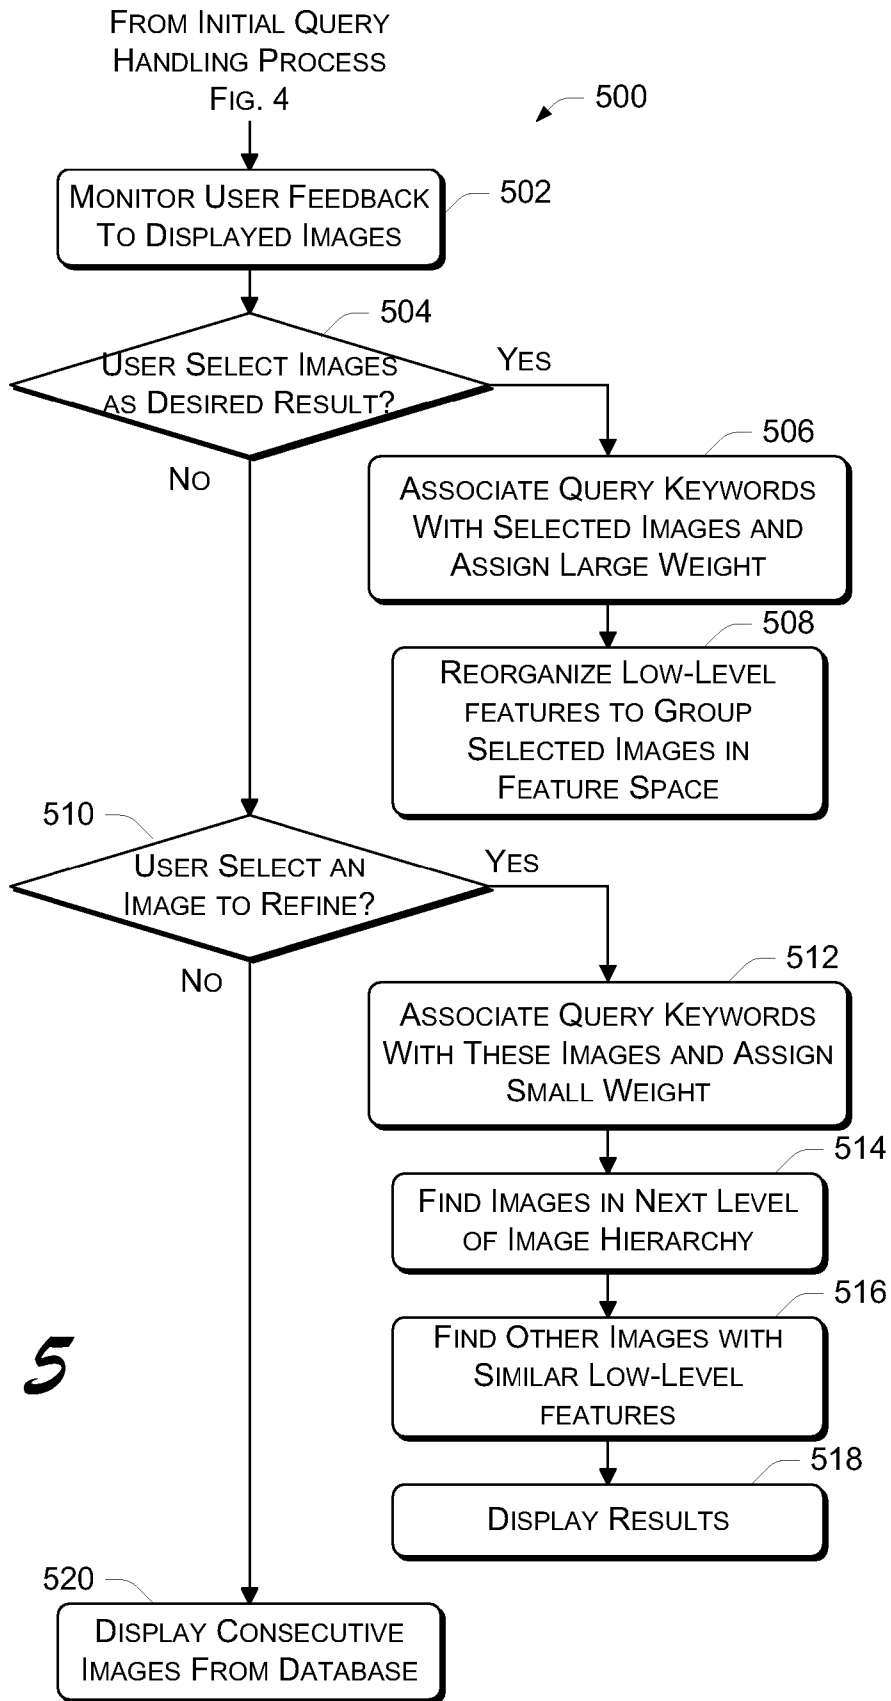 FROM INITIAL QUERY
HANDLING PROCESS
FIG. 4
500
MONITOR USER FEEDBACK
TO DISPLAYED IMAGES
502
504
USER SELECT IMAGES
AS DESIRED RESULT?
YES
NO
506
ASSOCIATE QUERY KEYWORDS
WITH SELECTED IMAGES AND
ASSIGN LARGE WEIGHT
508
REORGANIZE LOW-LEVEL
FEATURES TO GROUP
SELECTED IMAGES IN
FEATURE SPACE
510
USER SELECT AN
IMAGE TO REFINE?
YES
NO
512
ASSOCIATE QUERY KEYWORDS
WITH THESE IMAGES AND ASSIGN
SMALL WEIGHT
514
FIND IMAGES IN NEXT LEVEL
OF IMAGE HIERARCHY
516
FIND OTHER IMAGES WITH
SIMILAR LOW-LEVEL
FEATURES
5
518
DISPLAY RESULTS
520
DISPLAY CONSECUTIVE
IMAGES FROM DATABASE